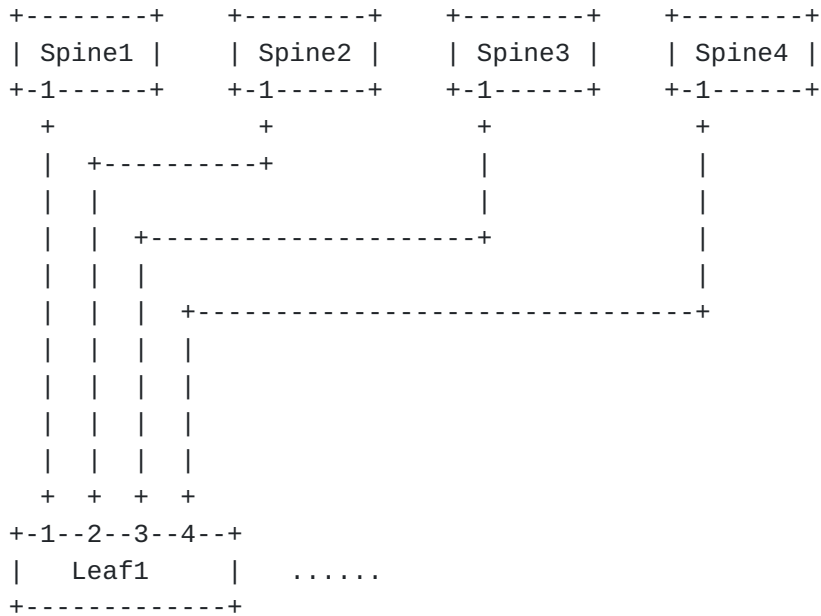 +--------+    +--------+    +--------+    +--------+
| Spine1 |    | Spine2 |    | Spine3 |    | Spine4 |
+-1------+    +-1------+    +-1------+    +-1------+
  +             +             +             +
  |  +----------+             |             |
  |  |                        |             |
  |  |  +---------------------+             |
  |  |  |                                   |
  |  |  |  +--------------------------------+
  |  |  |  |
  |  |  |  |
  |  |  |  |
  |  |  |  |
  +  +  +  +
+-1--2--3--4--+
|   Leaf1     |   ......
+-------------+